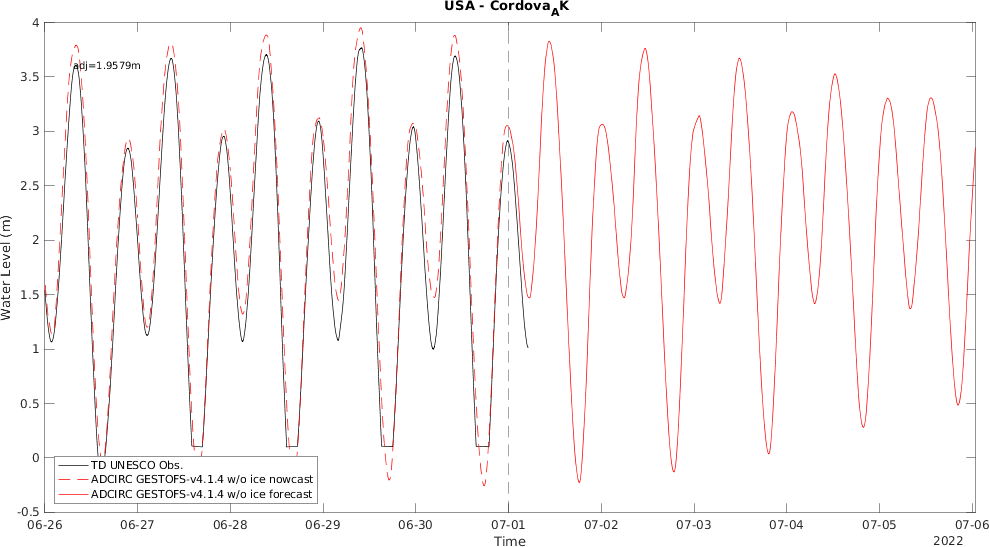 USA - Cordova_AK
4
adj=1.9579m
3.5
3
2.5
2
1.5
1
0.5
0
-0.5
Water Level (m)
TD UNESCO Obs.
ADCIRC GESTOFS-v4.1.4 w/o ice nowcast
ADCIRC GESTOFS-v4.1.4 w/o ice forecast
06-26 06-27 06-28 06-29 06-30 07-01 07-02 07-03 07-04 07-05 07-06
Time
2022